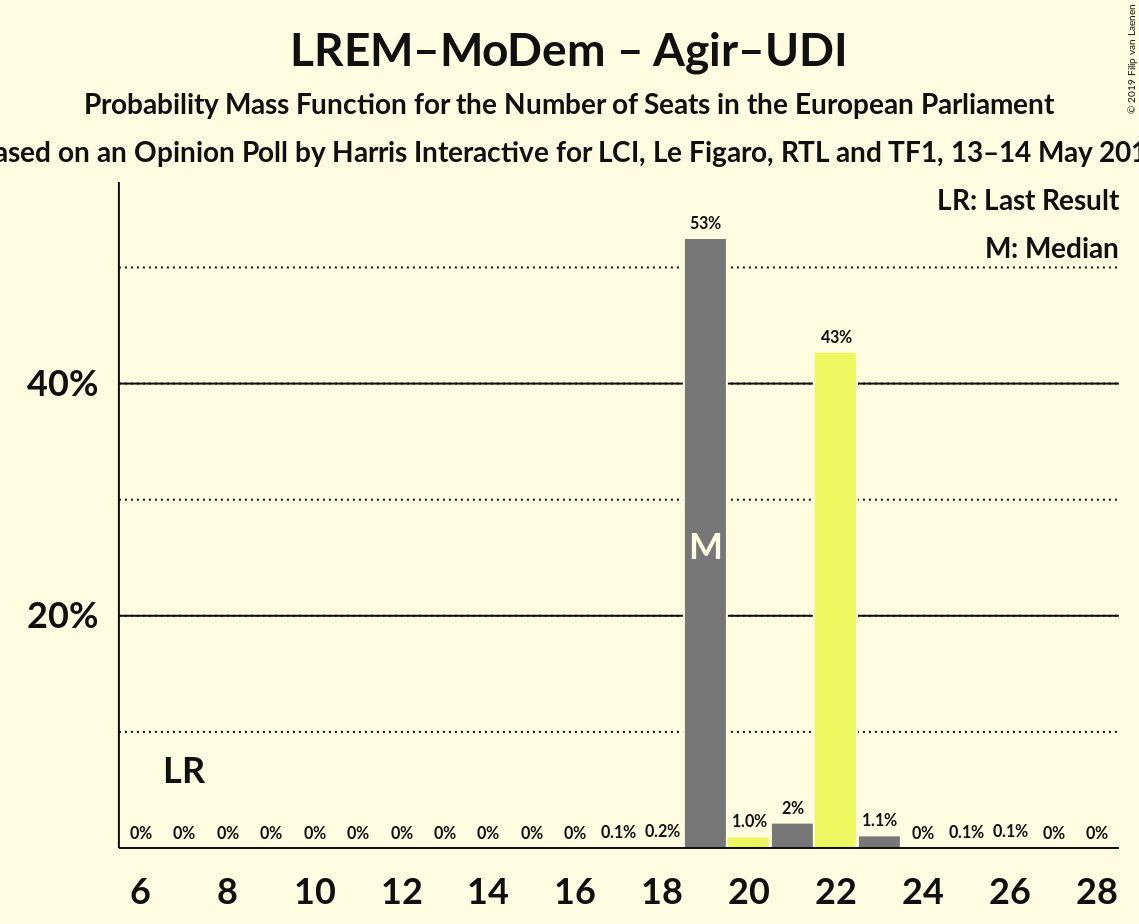 LREM–MoDem – Agir–UDI
Probability Mass Function for the Number of Seats in the European Parliament
ased on an Opinion Poll by Harris Interactive for LCI, Le Figaro, RTL and TF1, 13–14 May 201
© 2019 Filip van Laenen
LR: Last Result
M: Median
53%
43%
40%
M
20%
LR
0% 0% 0% 0% 0% 0% 0% 0% 0% 0% 0% 0.1% 0.2% 1.0% 2% 1.1% 0% 0.1% 0.1% 0% 0%
6 8 10 12 14 16 18 20 22 24 26 28